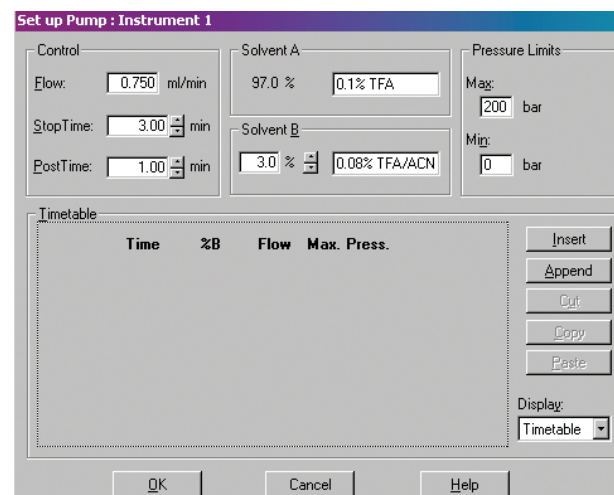 Set up Pump : Instrument 1
Control
Flow: 0.750 ml/min
StopTime: 3.00 min
PostTime: 1.00 min
Solvent A
97.0 % 0.1% TFA
Solvent B
3.0 % 0.08% TFA/ACN
Pressure Limits
Max:
200 bar
Min:
0 bar
Timetable
Time %B Flow Max. Press.
Insert
Append
Cut
Copy
Paste
Display:
Timetable
OK Cancel Help